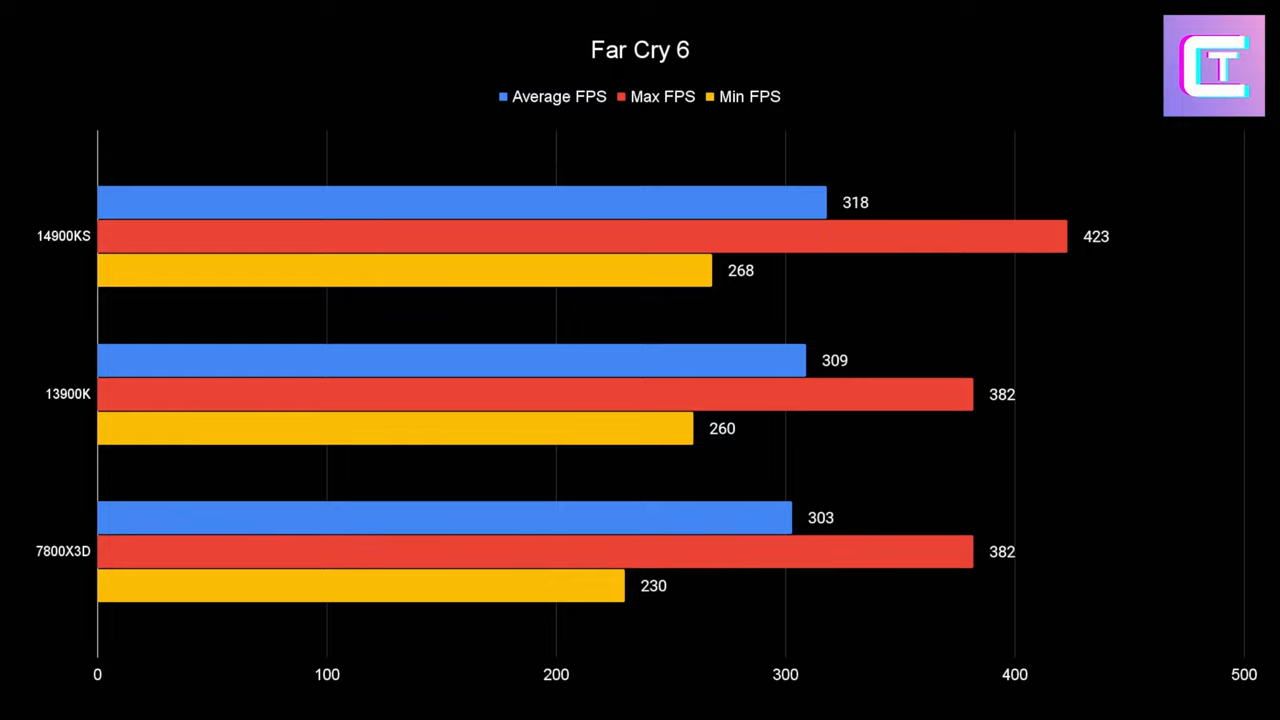 Far Cry 6
Average FPS Max FPS Min FPS
CT
318
14900KS 423
268
309
13900K 382
260
303
7800X3D 382
230
0 100 200 300 400 500